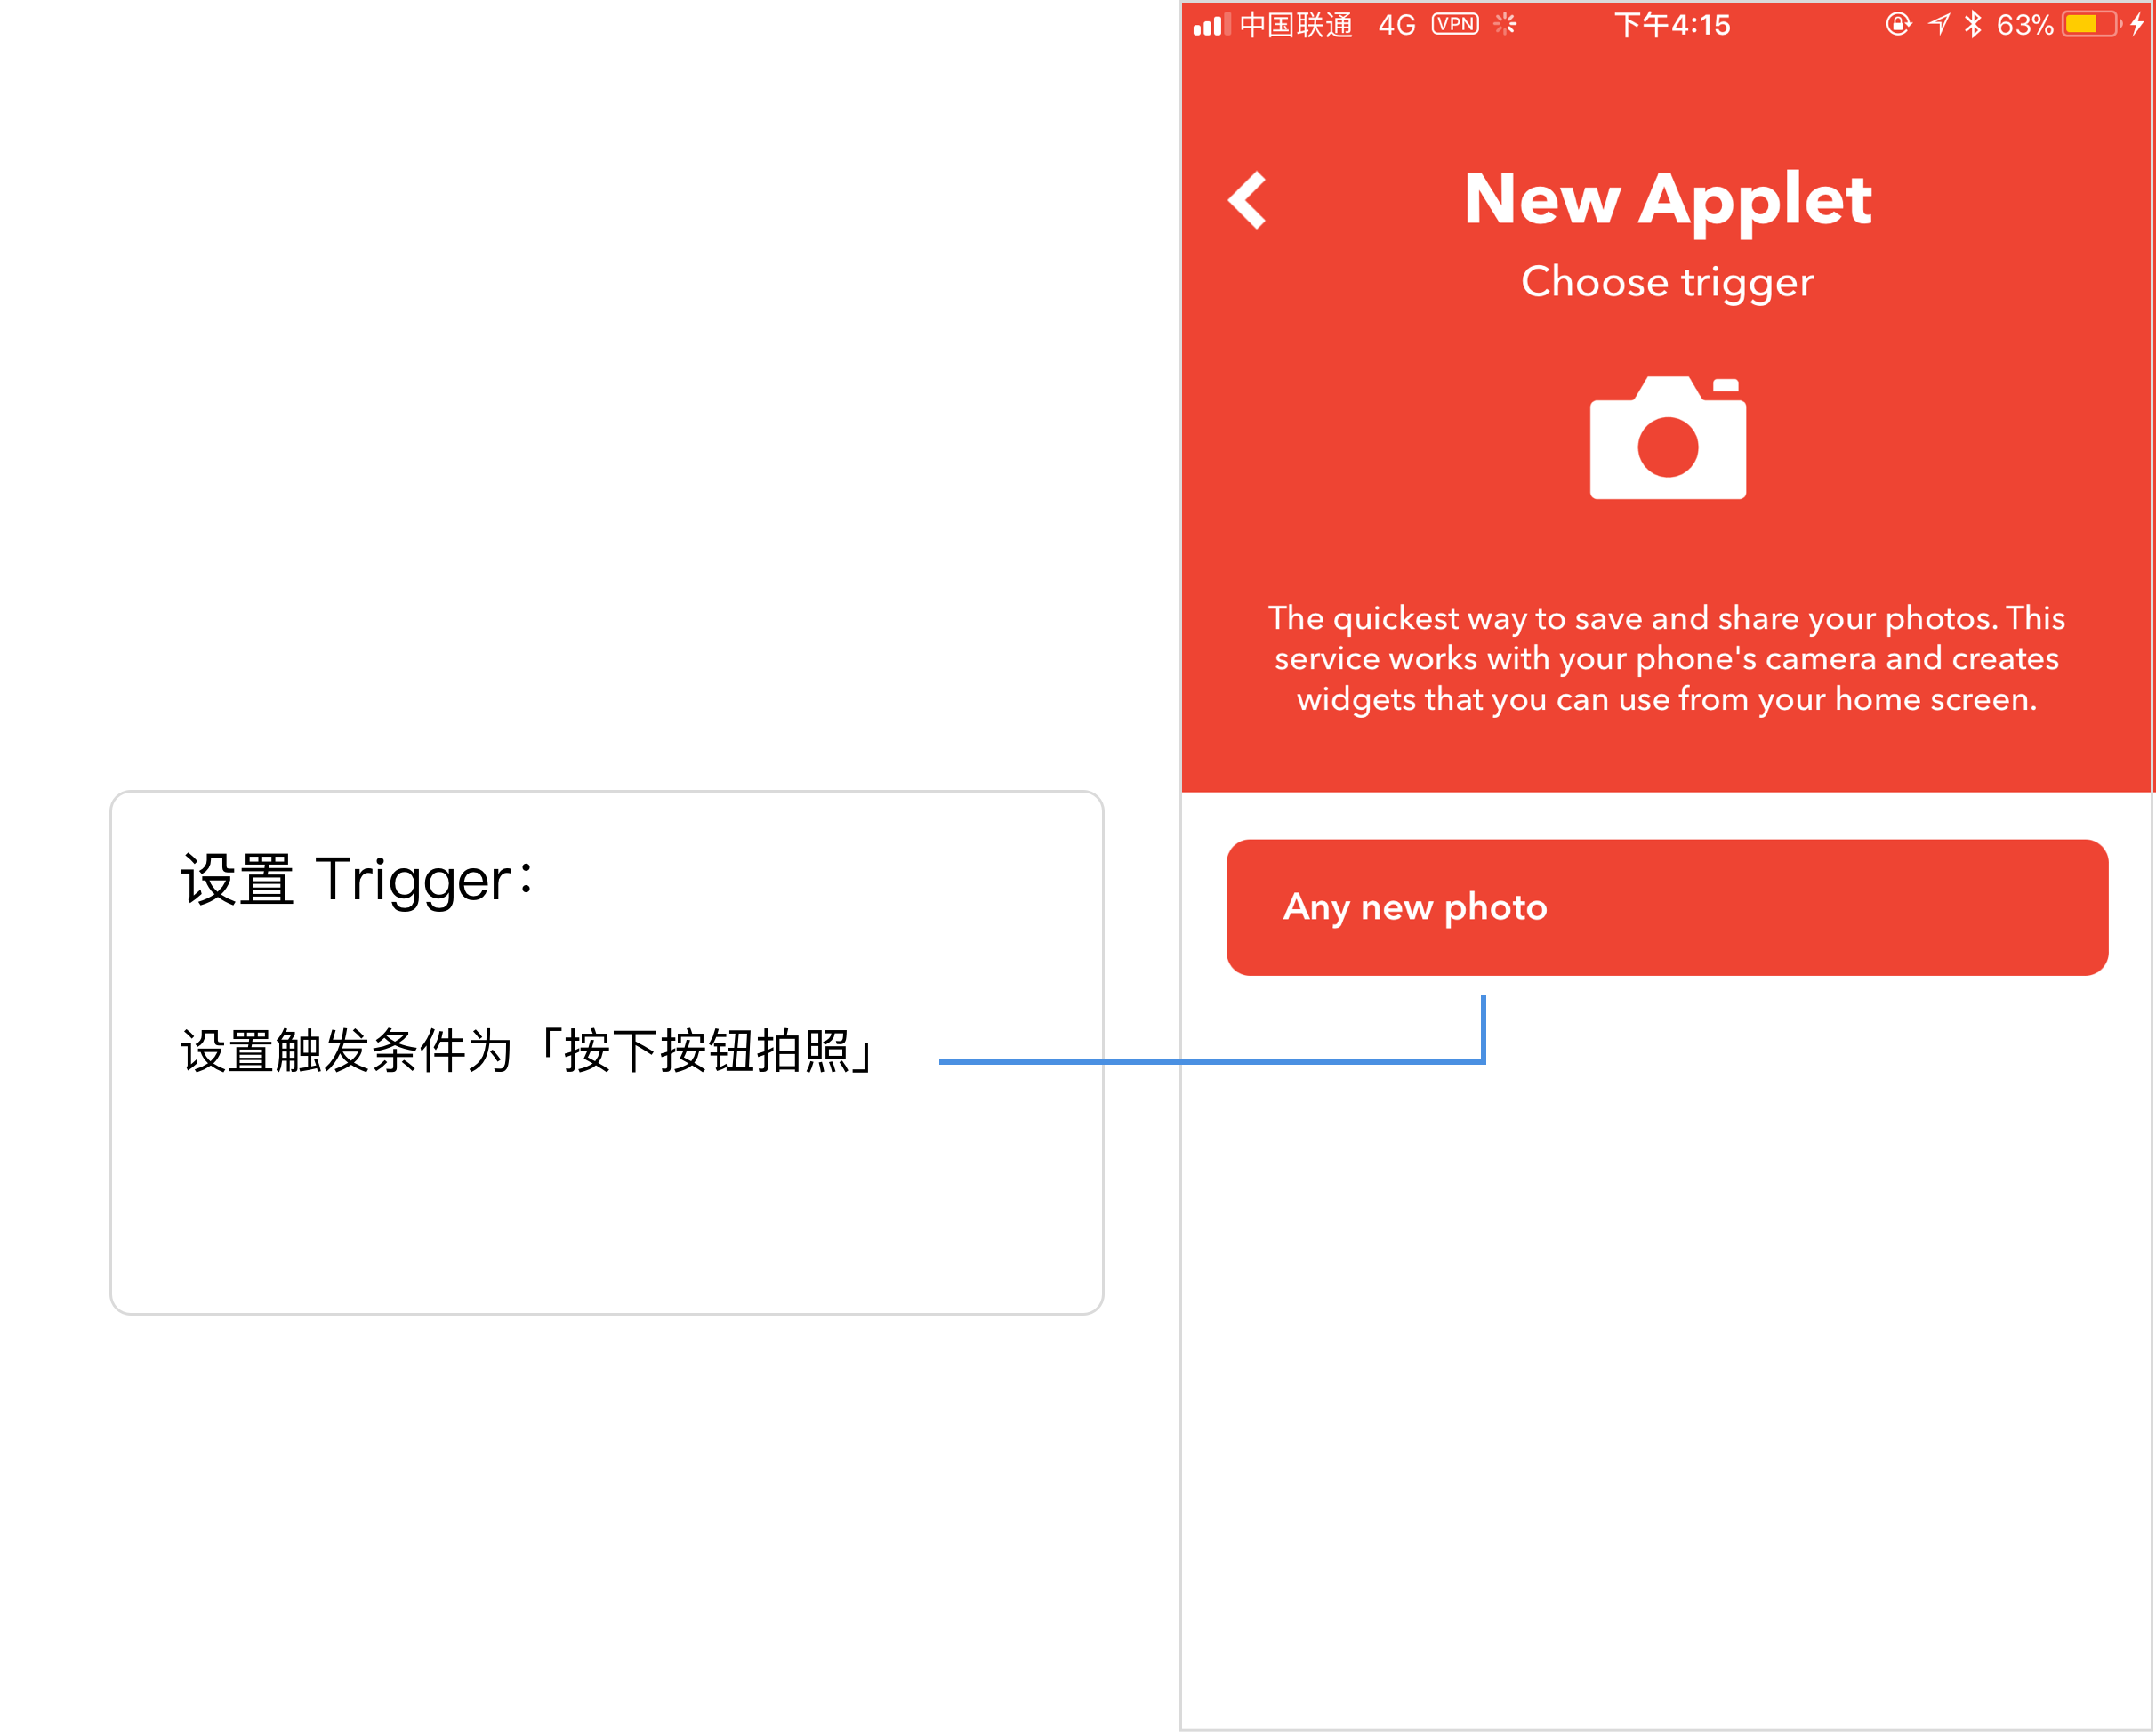 中国联通 4G VPN 下午4:15 63%
New Applet
Choose trigger
The quickest way to save and share your photos. This
service works with your phone's camera and creates
widgets that you can use from your home screen.
设置 Trigger：
Any new photo
设置触发条件为「按下按钮拍照」